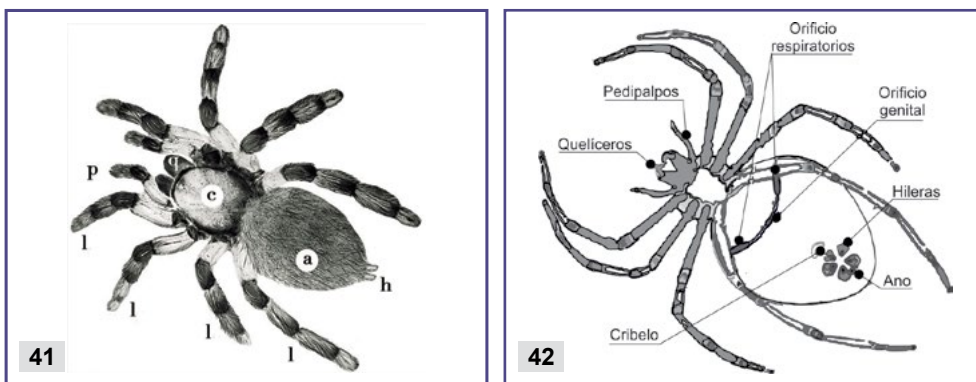 p
q
c
l
a
h
l
l
l
41
Orificio
respiratorios
Pedipalpos
Orificio
genital
Quelíceros
Hileras
Ano
Cribelo
42